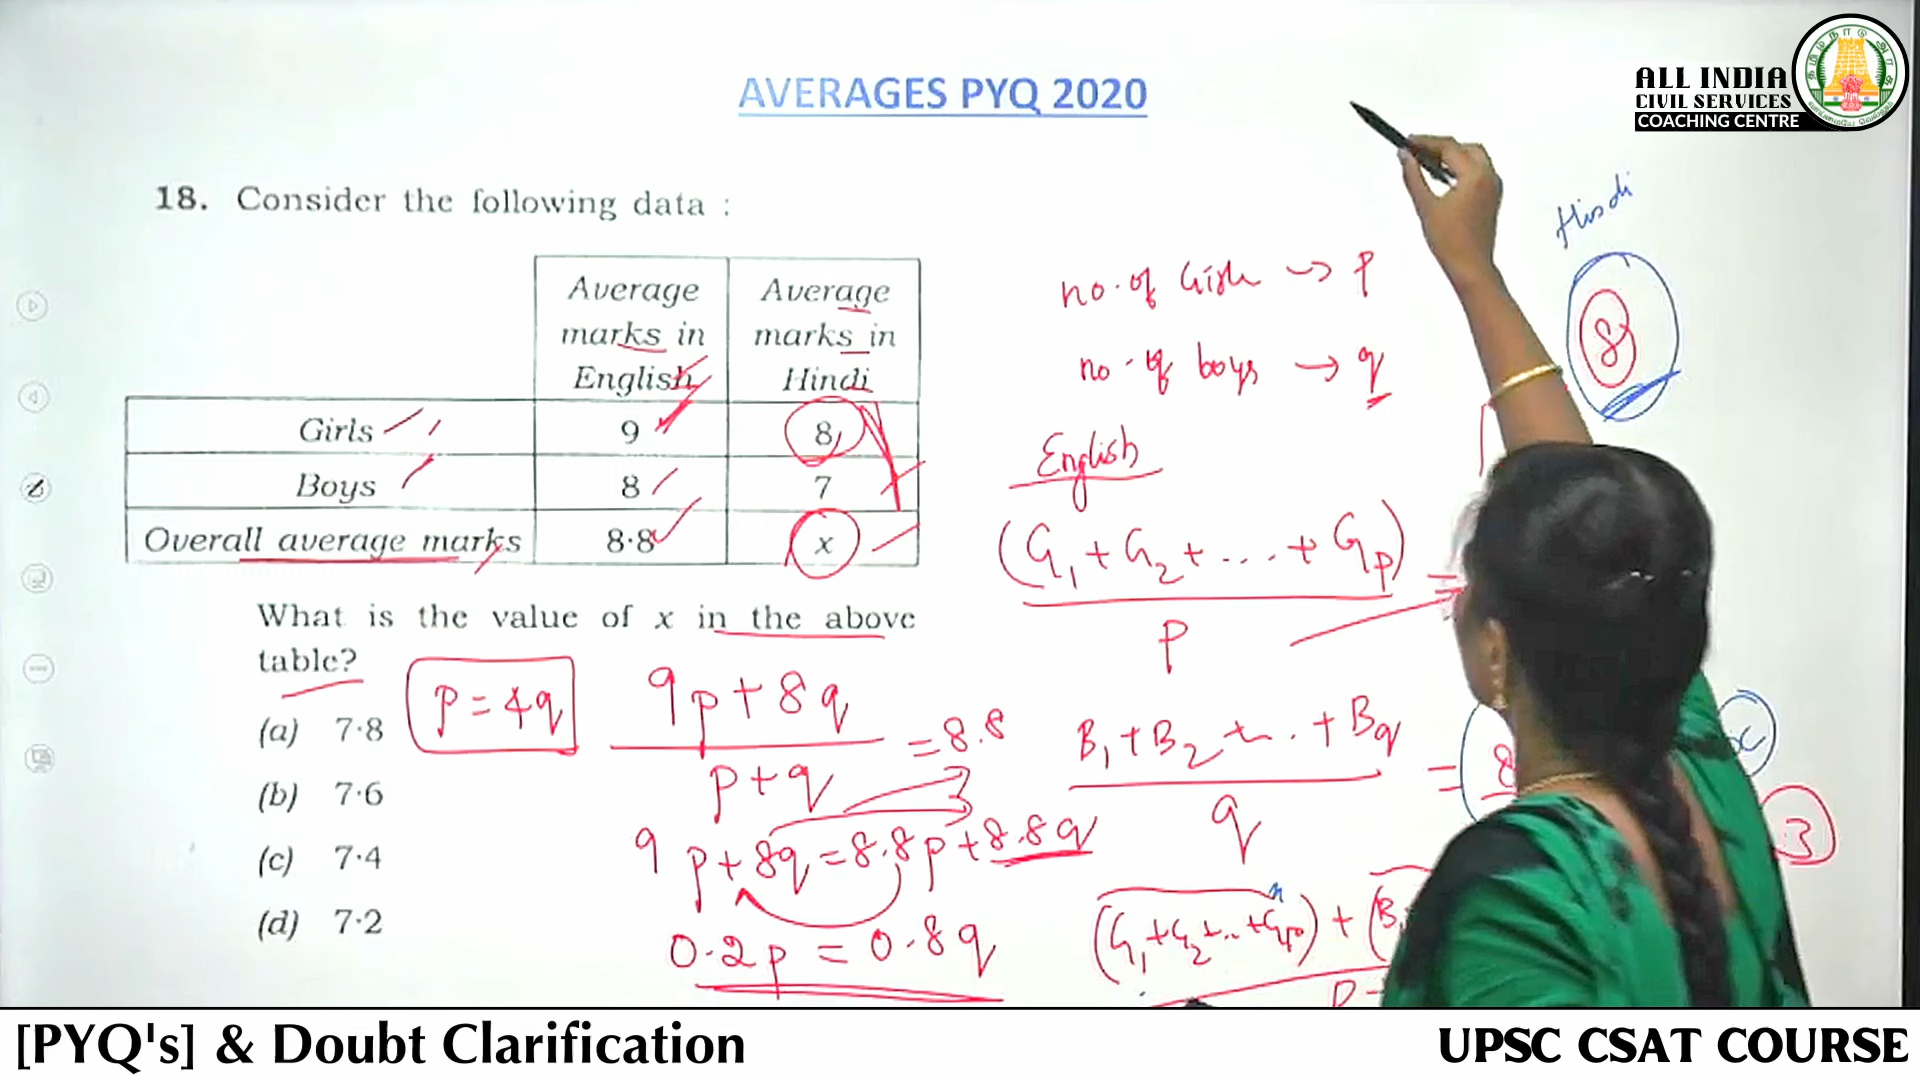 AVERAGES PYQ 2020
ALL INDIA
CIVIL SERVICES
COACHING CENTRE
18. Consider the following data :
Average marks in English
Average marks in Hindi
Girls 9 8
Boys 8 7
Overall average marks 8·8 x
What is the value of x in the above
table?
(a) 7·8
(b) 7·6
(c) 7·4
(d) 7·2
p = 4q
9p + 8q
p + q
= 8.8
9p + 8q = 8.8p + 8.8q
0.2p = 0.8q
no. of → p
no. of boys → q
English
(G1 + G2 + ... + Gp) =
p
B1 + B2 + .. + Bq = 8
q
(G1 + G2 + .. + Gp) + (B
Hindi
8
x
3
[PYQ's] & Doubt Clarification
UPSC CSAT COURSE